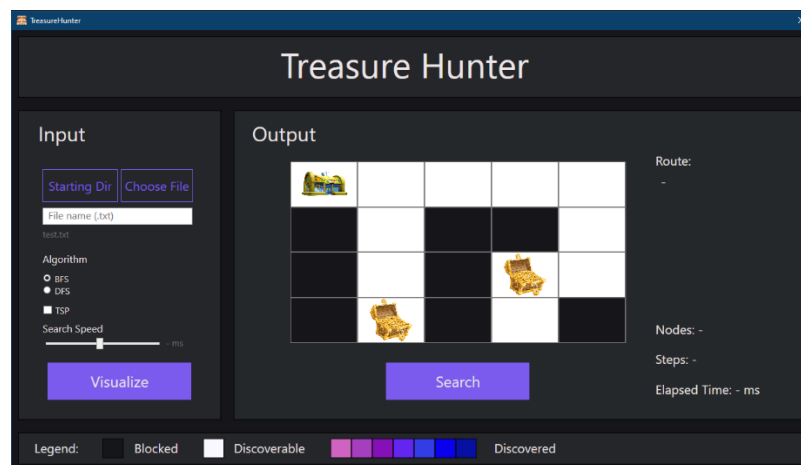 TreasureHunter
Treasure Hunter
Input
Starting Dir Choose File
File name (.txt)
test.txt
Algorithm
BFS
DFS
TSP
Search Speed
- ms
Visualize
Output
Route:
-
Nodes: -
Steps: -
Elapsed Time: - ms
Search
Legend: Blocked Discoverable Discovered